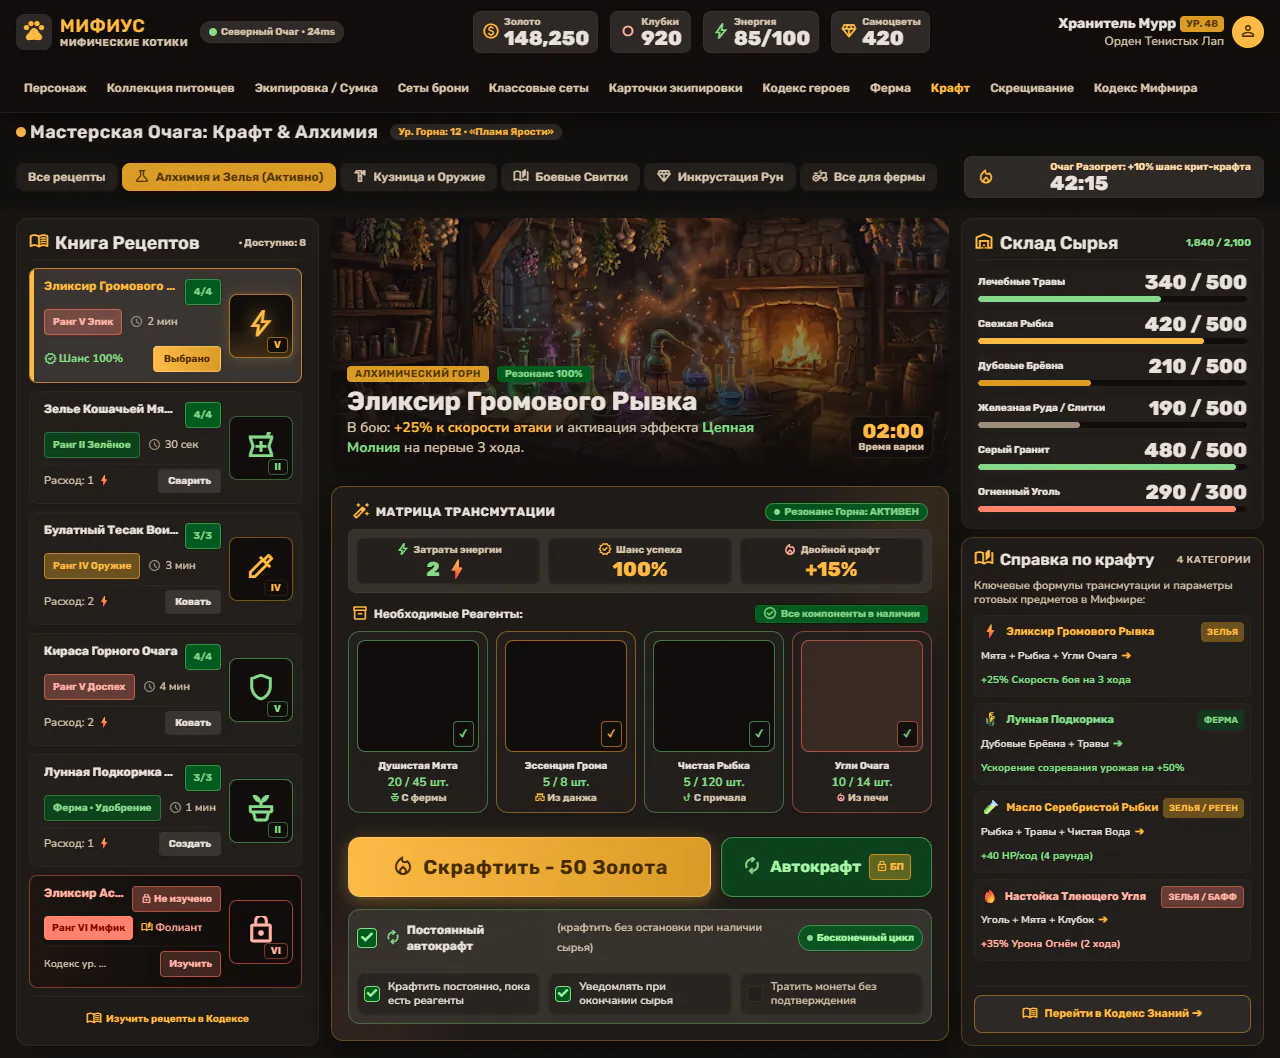 МИФИУС
МИФИЧЕСКИЕ КОТИКИ
Северный Очаг • 24ms
Золото
148,250
Клубки
920
Энергия
85/100
Самоцветы
420
Хранитель Мурр УР. 48
Орден Тенистых Лап
Персонаж Коллекция питомцев Экипировка / Сумка Сеты брони Классовые сеты Карточки экипировки Кодекс героев Ферма Крафт Скрещивание Кодекс Мифмира
Мастерская Очага: Крафт & Алхимия
Ур. Горна: 12 • «Пламя Ярости»
Все рецепты Алхимия и Зелья (Активно) Кузница и Оружие Боевые Свитки Инкрустация Рун Все для фермы
Очаг Разогрет: +10% шанс крит-крафта
42:15
Книга Рецептов
• Доступно: 8
Эликсир Громового ... 4/4
Ранг V Эпик 2 мин
Шанс 100% Выбрано
V
Зелье Кошачьей Мя... 4/4
Ранг II Зелёное 30 сек
Расход: 1 Сварить
II
Булатный Тесак Вои... 3/3
Ранг IV Оружие 3 мин
Расход: 2 Ковать
IV
Кираса Горного Очага 4/4
Ранг V Доспех 4 мин
Расход: 2 Ковать
V
Лунная Подкормка ... 3/3
Ферма • Удобрение 1 мин
Расход: 1 Создать
II
Эликсир Ас... Не изучено
Ранг VI Мифик Фолиант
Кодекс ур. ... Изучить
VI
Изучить рецепты в Кодексе
АЛХИМИЧЕСКИЙ ГОРН Резонанс 100%
Эликсир Громового Рывка
В бою: +25% к скорости атаки и активация эффекта Цепная
Молния на первые 3 хода.
02:00
Время варки
МАТРИЦА ТРАНСМУТАЦИИ
Резонанс Горна: АКТИВЕН
Затраты энергии
2
Шанс успеха
100%
Двойной крафт
+15%
Необходимые Реагенты:
Все компоненты в наличии
✓
Душистая Мята
20 / 45 шт.
С фермы
✓
Эссенция Грома
5 / 8 шт.
Из данжа
✓
Чистая Рыбка
5 / 120 шт.
С причала
✓
Угли Очага
10 / 14 шт.
Из печи
Скрафтить - 50 Золота
Автокрафт БП
Постоянный
автокрафт
(крафтить без остановки при наличии
сырья)
Бесконечный цикл
Крафтить постоянно, пока
есть реагенты
Уведомлять при
окончании сырья
Тратить монеты без
подтверждения
Склад Сырья
1,840 / 2,100
Лечебные Травы 340 / 500
Свежая Рыбка 420 / 500
Дубовые Брёвна 210 / 500
Железная Руда / Слитки 190 / 500
Серый Гранит 480 / 500
Огненный Уголь 290 / 300
Справка по крафту 4 КАТЕГОРИИ
Ключевые формулы трансмутации и параметры
готовых предметов в Мифмире:
Эликсир Громового Рывка ЗЕЛЬЯ
Мята + Рыбка + Угли Очага ➔
+25% Скорость боя на 3 хода
Лунная Подкормка ФЕРМА
Дубовые Брёвна + Травы ➔
Ускорение созревания урожая на +50%
Масло Серебристой Рыбки ЗЕЛЬЯ / РЕГЕН
Рыбка + Травы + Чистая Вода ➔
+40 HP/ход (4 раунда)
Настойка Тлеющего Угля ЗЕЛЬЯ / БАФФ
Уголь + Мята + Клубок ➔
+35% Урона Огнём (2 хода)
Перейти в Кодекс Знаний ➔